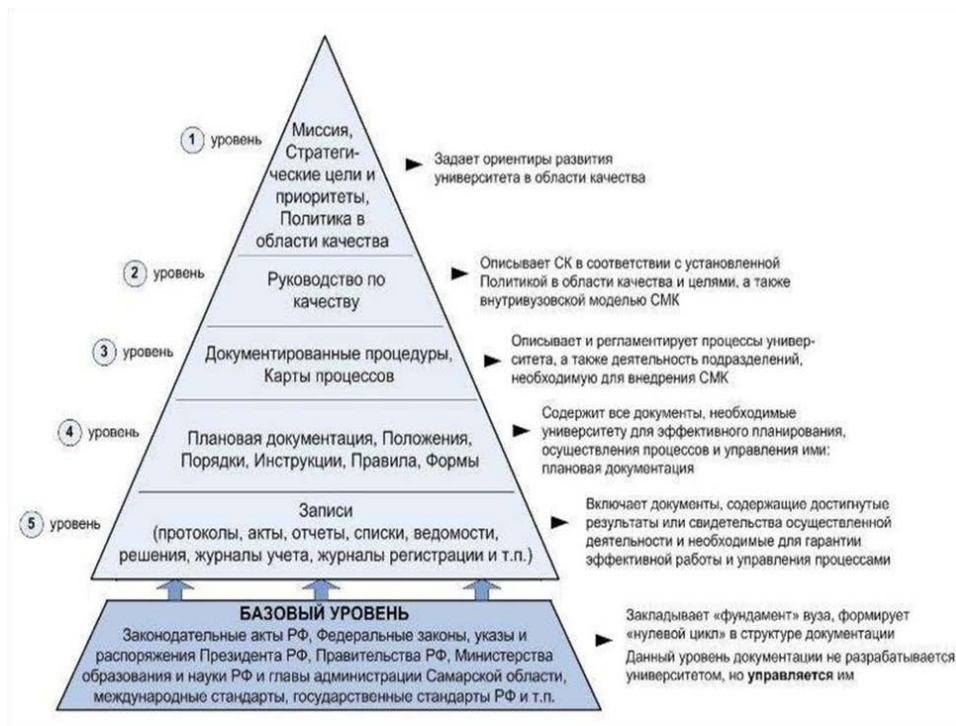 1 уровень
Миссия,
Стратеги-
ческие цели и
приоритеты,
Политика в
области качества
Задает ориентиры развития
университета в области качества
2 уровень
Руководство по
качеству
Описывает СК в соответствии с установленной
Политикой в области качества и целями, а также
внутривузовской моделью СМК
3 уровень
Документированные процедуры,
Карты процессов
Описывает и регламентирует процессы универ-
ситета, а также деятельность подразделений,
необходимую для внедрения СМК
4 уровень
Плановая документация, Положения,
Порядки, Инструкции, Правила, Формы
Содержит все документы, необходимые
университету для эффективного планирования,
осуществления процессов и управления ими:
плановая документация
5 уровень
Записи
(протоколы, акты, отчеты, списки, ведомости,
решения, журналы учета, журналы регистрации и т.п.)
Включает документы, содержащие достигнутые
результаты или свидетельства осуществленной
деятельности и необходимые для гарантии
эффективной работы и управления процессами
БАЗОВЫЙ УРОВЕНЬ
Законодательные акты РФ, Федеральные законы, указы и
распоряжения Президента РФ, Правительства РФ, Министерства
образования и науки РФ и главы администрации Самарской области,
международные стандарты, государственные стандарты РФ и т.п.
Закладывает «фундамент» вуза, формирует
«нулевой цикл» в структуре документации
Данный уровень документации не разрабатывается
университетом, но управляется им